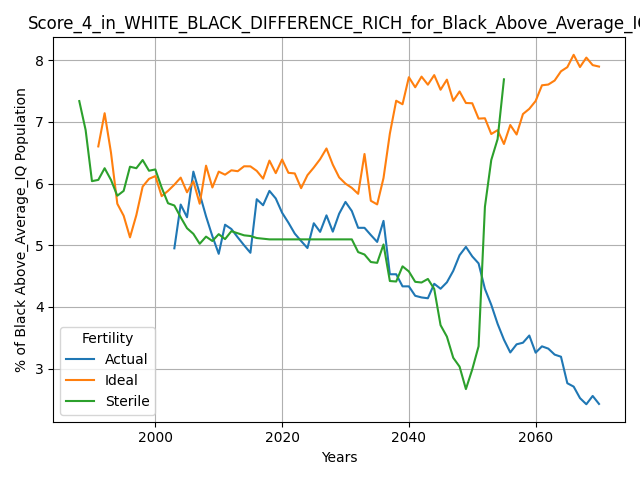 Score_4_in_WHITE_BLACK_DIFFERENCE_RICH_for_Black_Above_Average_IQ
% of Black Above_Average_IQ Population
8
7
6
5
4
3
Fertility
Actual
Ideal
Sterile
2000
2020
2040
2060
Years